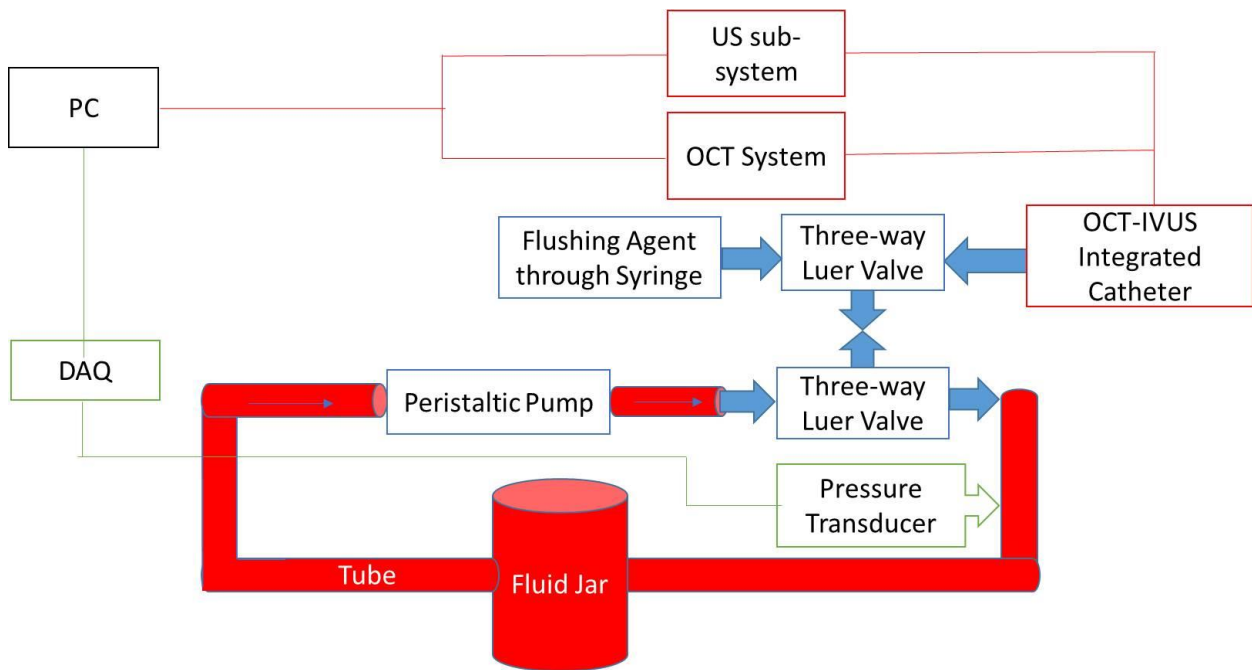 US sub-
system
PC
OCT System
Flushing Agent
through Syringe
Three-way
Luer Valve
OCT-IVUS
Integrated
Catheter
DAQ
Peristaltic Pump
Three-way
Luer Valve
Pressure
Transducer
Tube
Fluid Jar